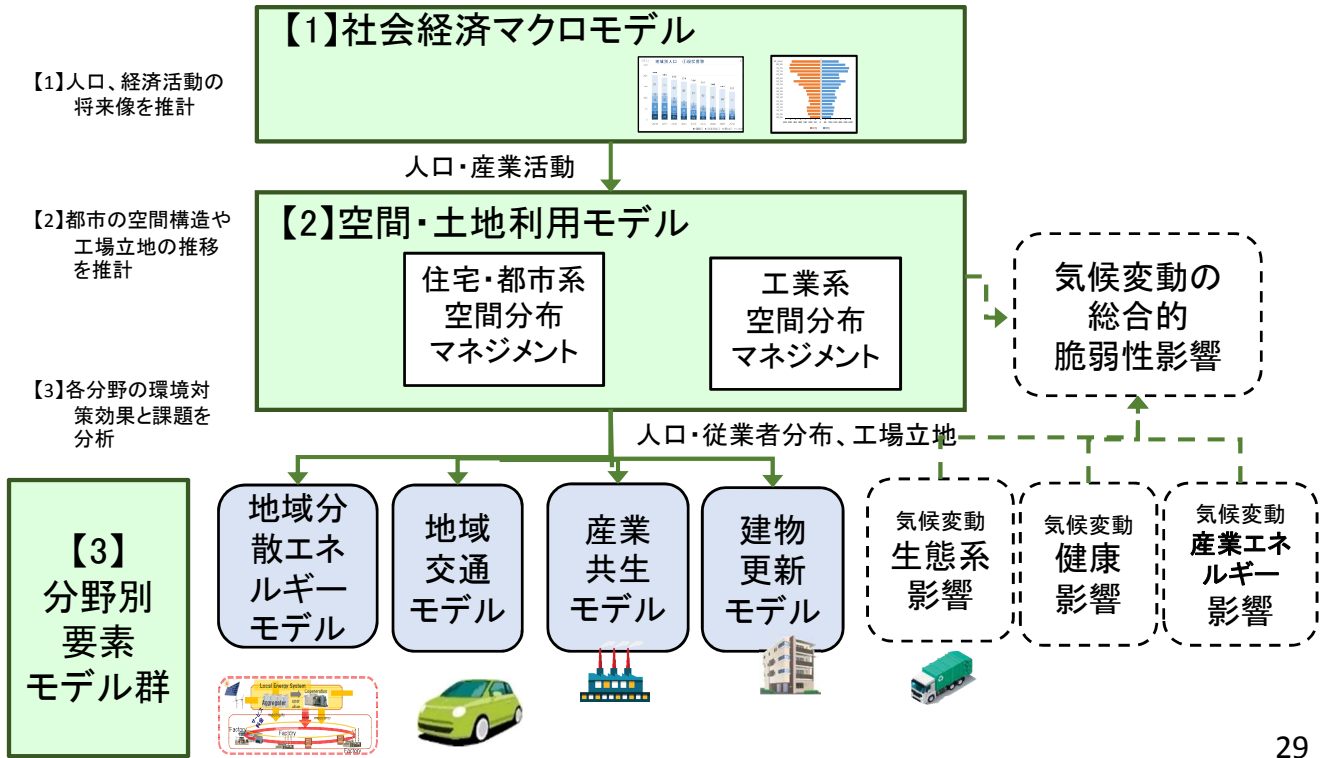 【1】社会経済マクロモデル
【1】人口、経済活動の
将来像を推計
人口・産業活動
【2】空間・土地利用モデル
【2】都市の空間構造や
工場立地の推移
を推計
住宅・都市系
空間分布
マネジメント
工業系
空間分布
マネジメント
気候変動の
総合的
脆弱性影響
【3】各分野の環境対
策効果と課題を
分析
人口・従業者分布、工場立地
【3】
分野別
要素
モデル群
地域分
散エネ
ルギー
モデル
地域
交通
モデル
産業
共生
モデル
建物
更新
モデル
気候変動
生態系
影響
気候変動
健康
影響
気候変動
産業エネ
ルギー
影響
Local Energy System
Aggregator
Cogeneration
Factory
Factory
Factory
29